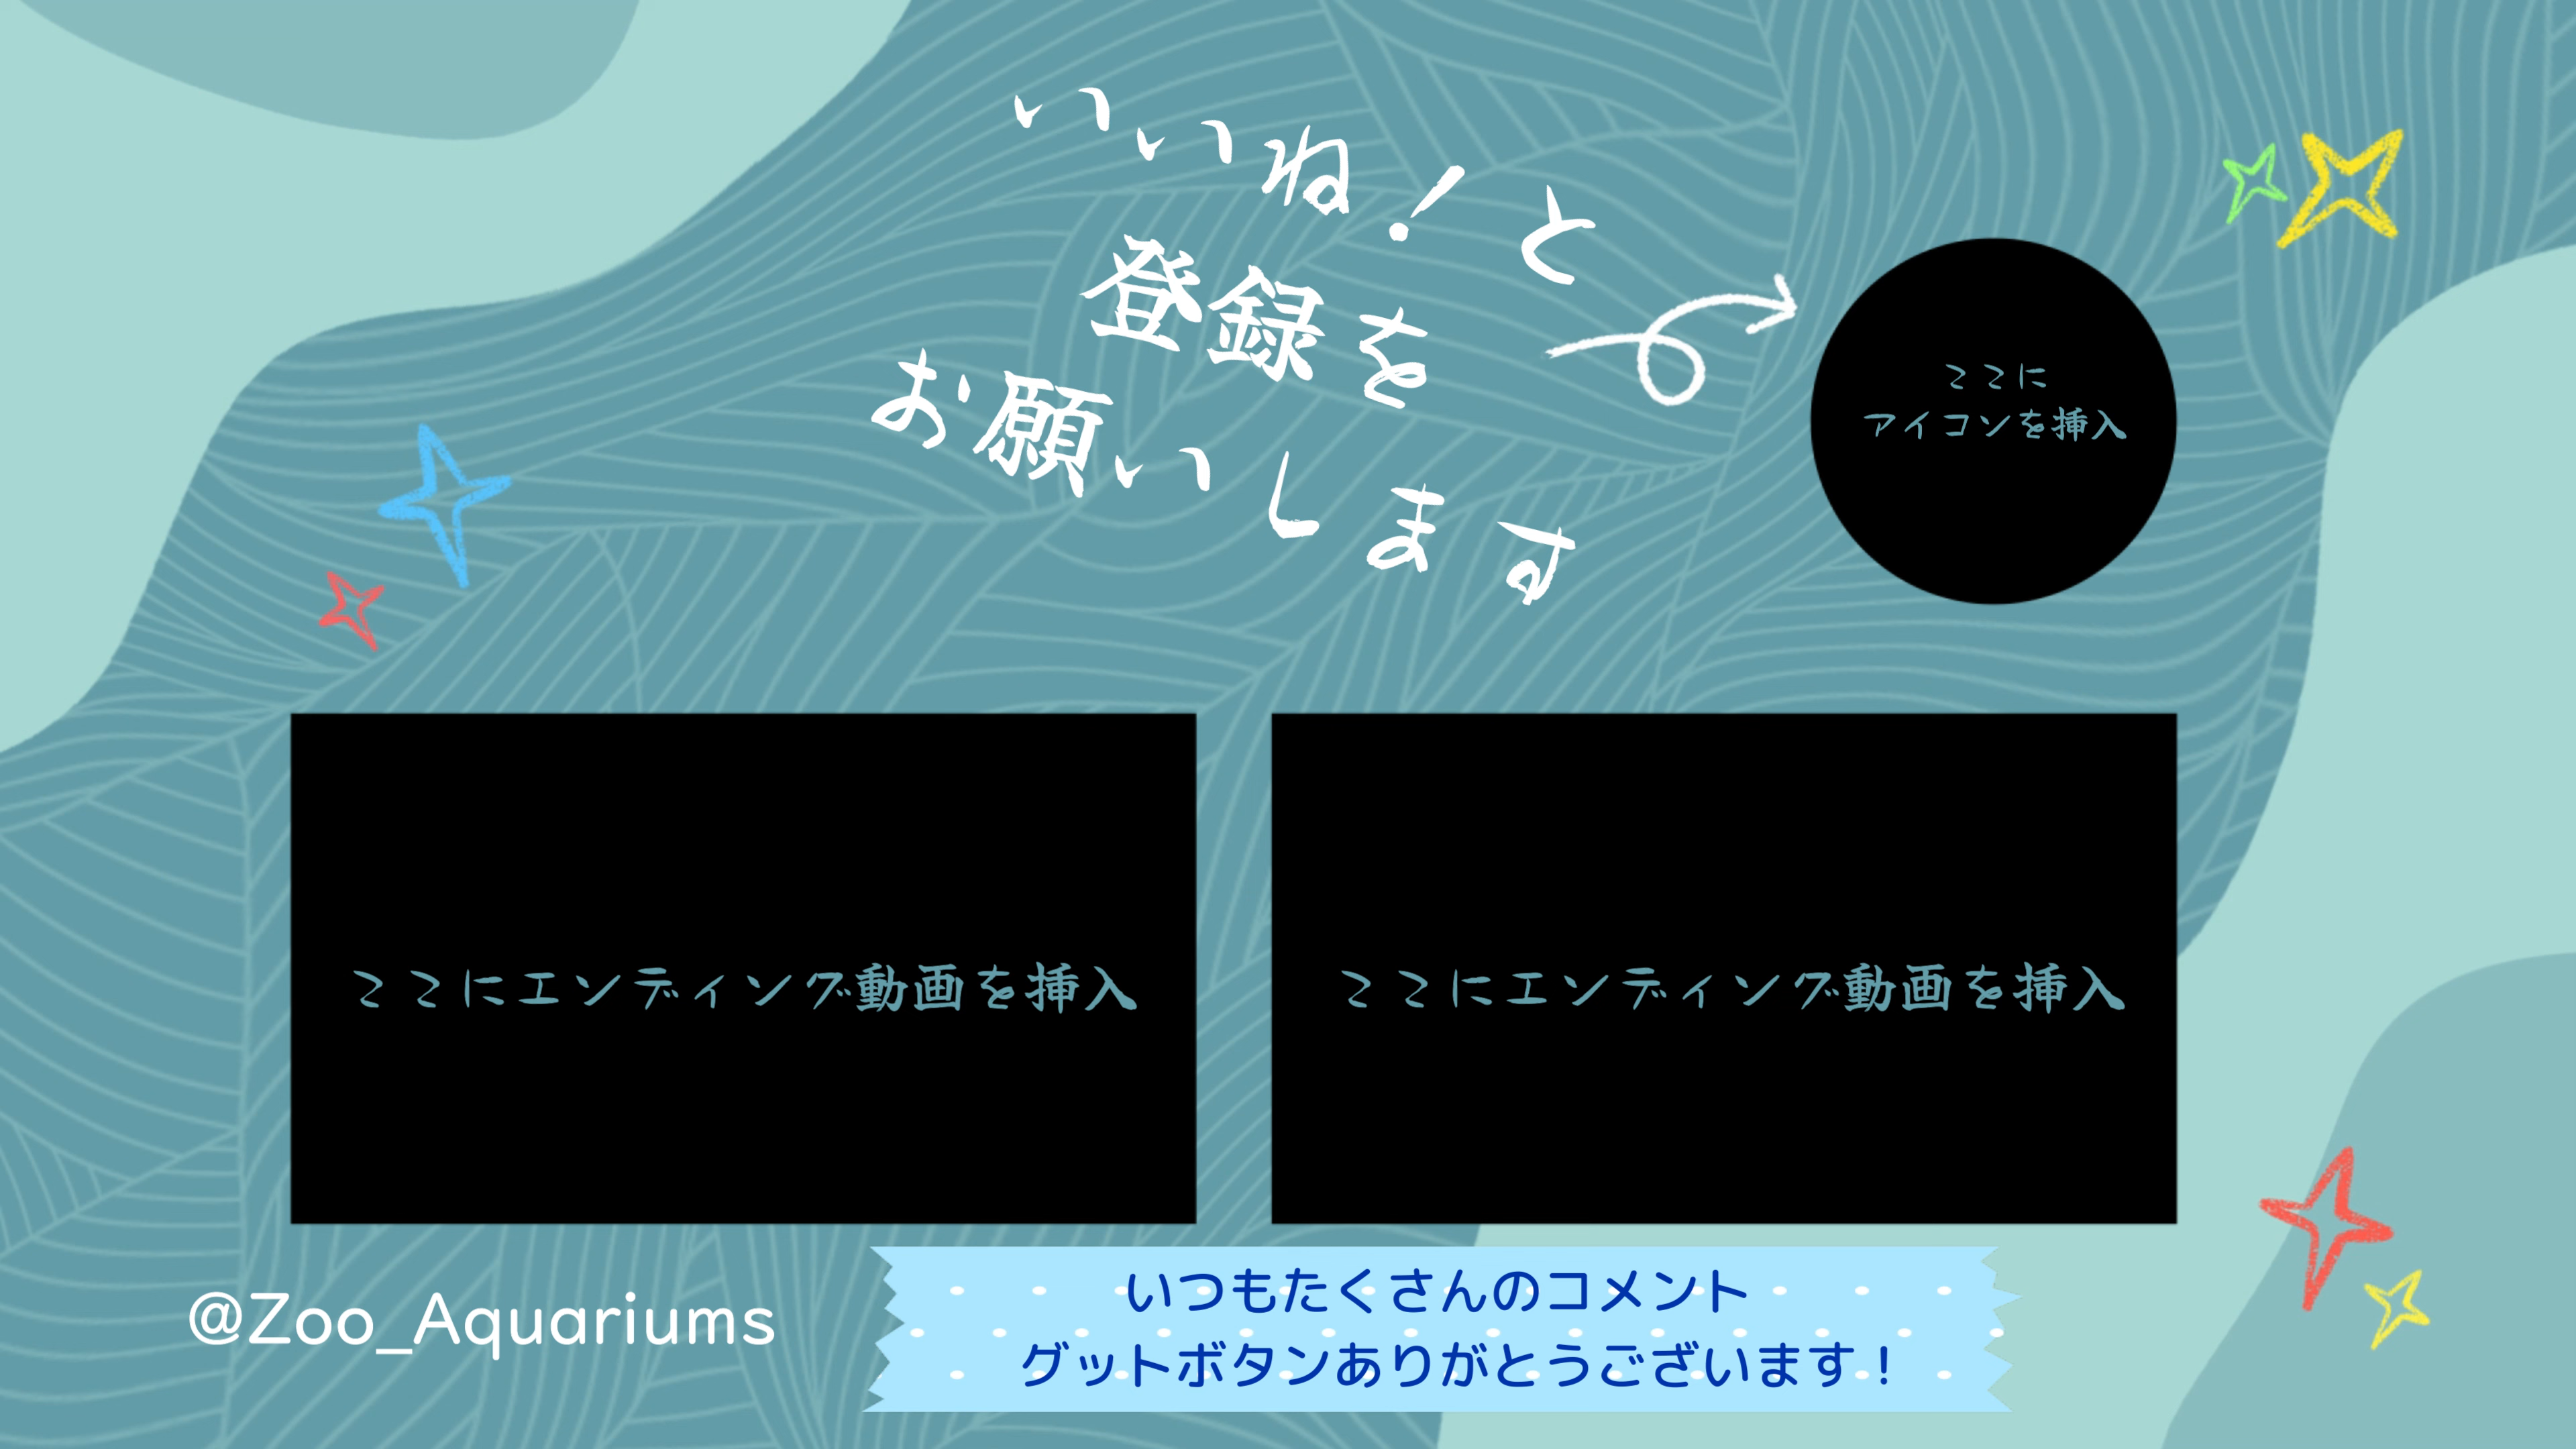 いいね！と
登録を
お願いします
ここに
アイコンを挿入
ここにエンディング動画を挿入
ここにエンディング動画を挿入
@Zoo_Aquariums
いつもたくさんのコメント
グットボタンありがとうございます！